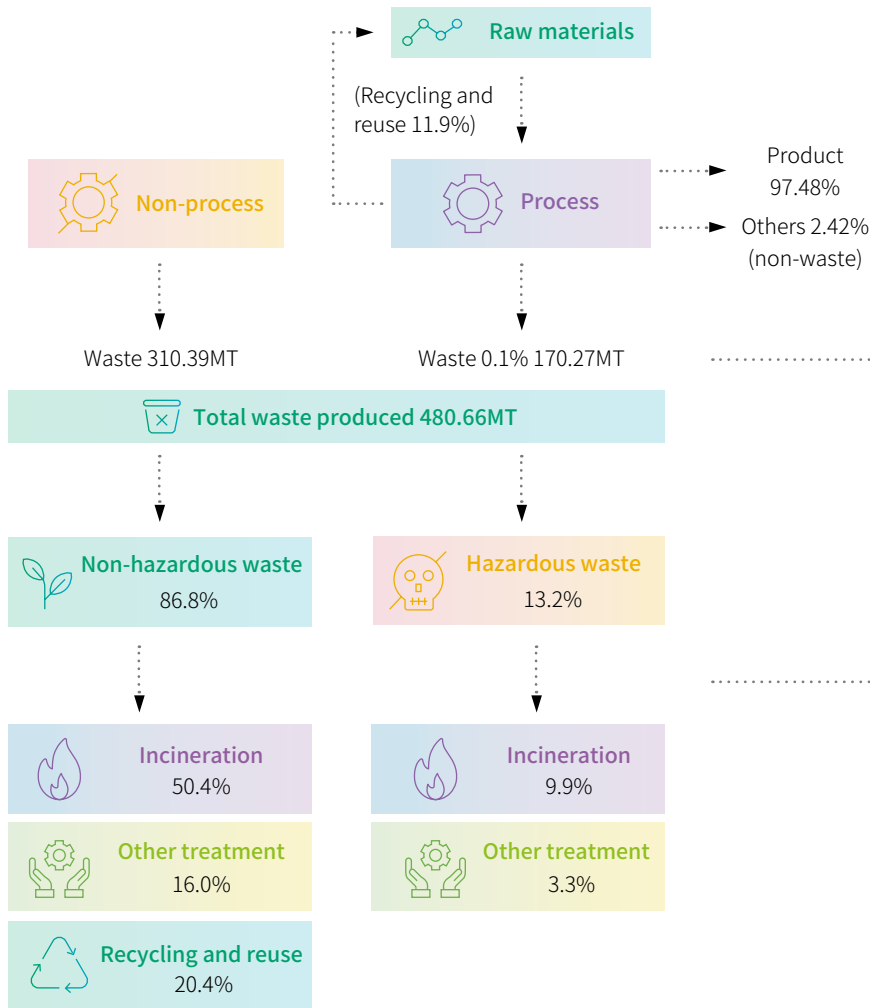 Raw materials
(Recycling and
reuse 11.9%)
Non-process
Process
Product
97.48%
Others 2.42%
(non-waste)
Waste 310.39MT
Waste 0.1% 170.27MT
Total waste produced 480.66MT
Non-hazardous waste
86.8%
Hazardous waste
13.2%
Incineration
50.4%
Incineration
9.9%
Other treatment
16.0%
Other treatment
3.3%
Recycling and reuse
20.4%